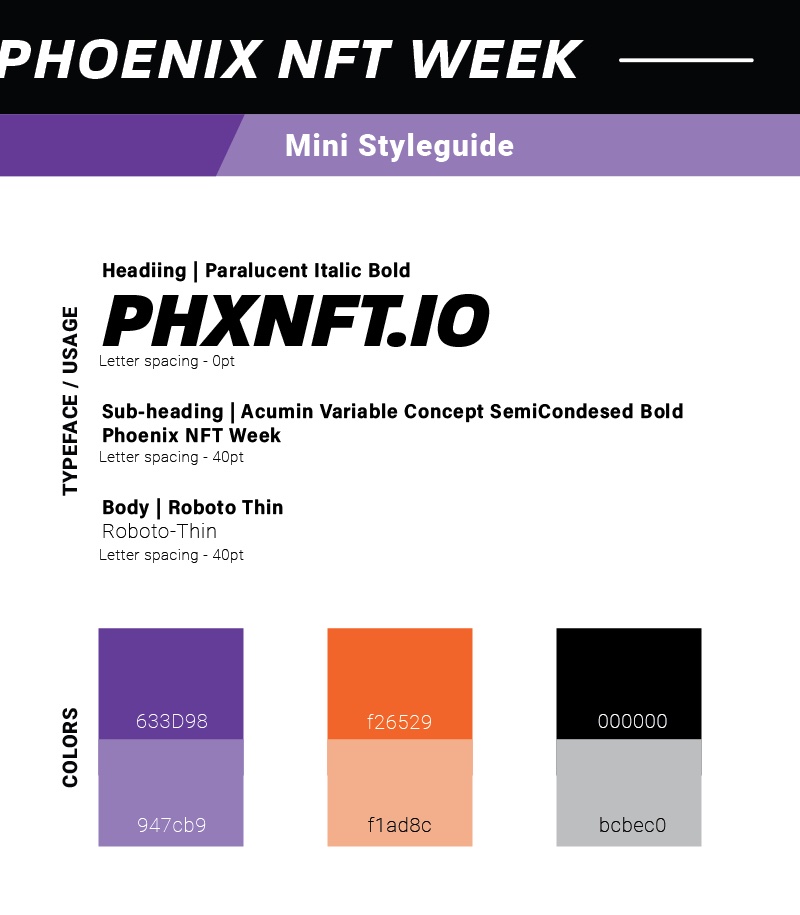 PHOENIX NFT WEEK
Mini Styleguide
TYPEFACE / USAGE
Headiing | Paralucent Italic Bold
PHXNFT.IO
Letter spacing - 0pt
Sub-heading | Acumin Variable Concept SemiCondesed Bold
Phoenix NFT Week
Letter spacing - 40pt
Body | Roboto Thin
Roboto-Thin
Letter spacing - 40pt
COLORS
633D98
f26529
000000
947cb9
f1ad8c
bcbec0